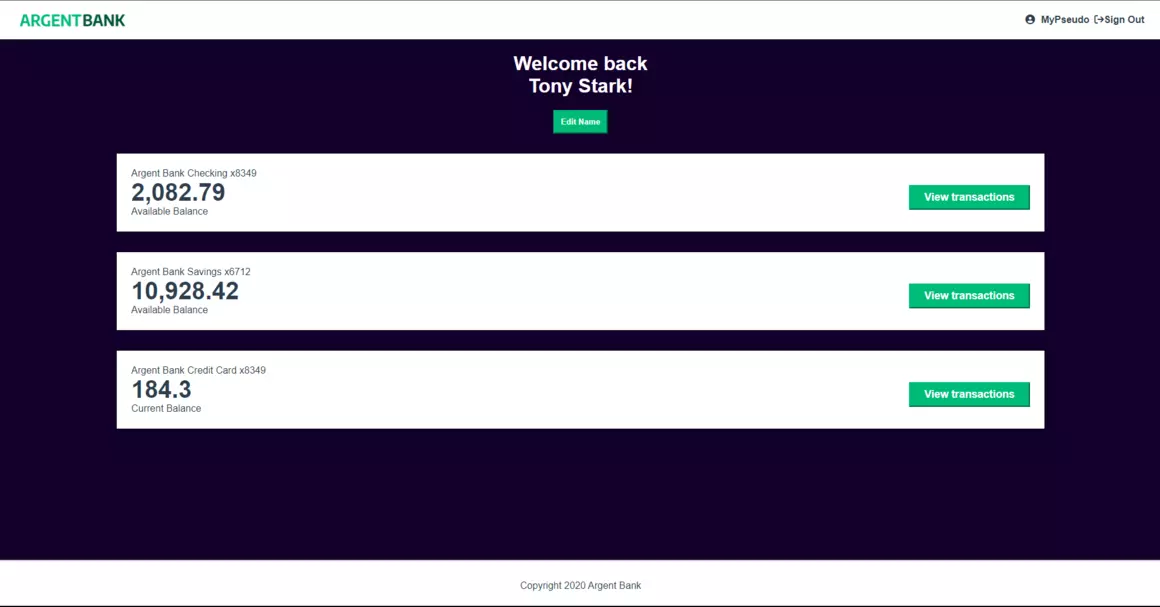 ARGENTBANK
MyPseudo Sign Out
Welcome back
Tony Stark!
Edit Name
Argent Bank Checking x8349
2,082.79
Available Balance
View transactions
Argent Bank Savings x6712
10,928.42
Available Balance
View transactions
Argent Bank Credit Card x8349
184.3
Current Balance
View transactions
Copyright 2020 Argent Bank